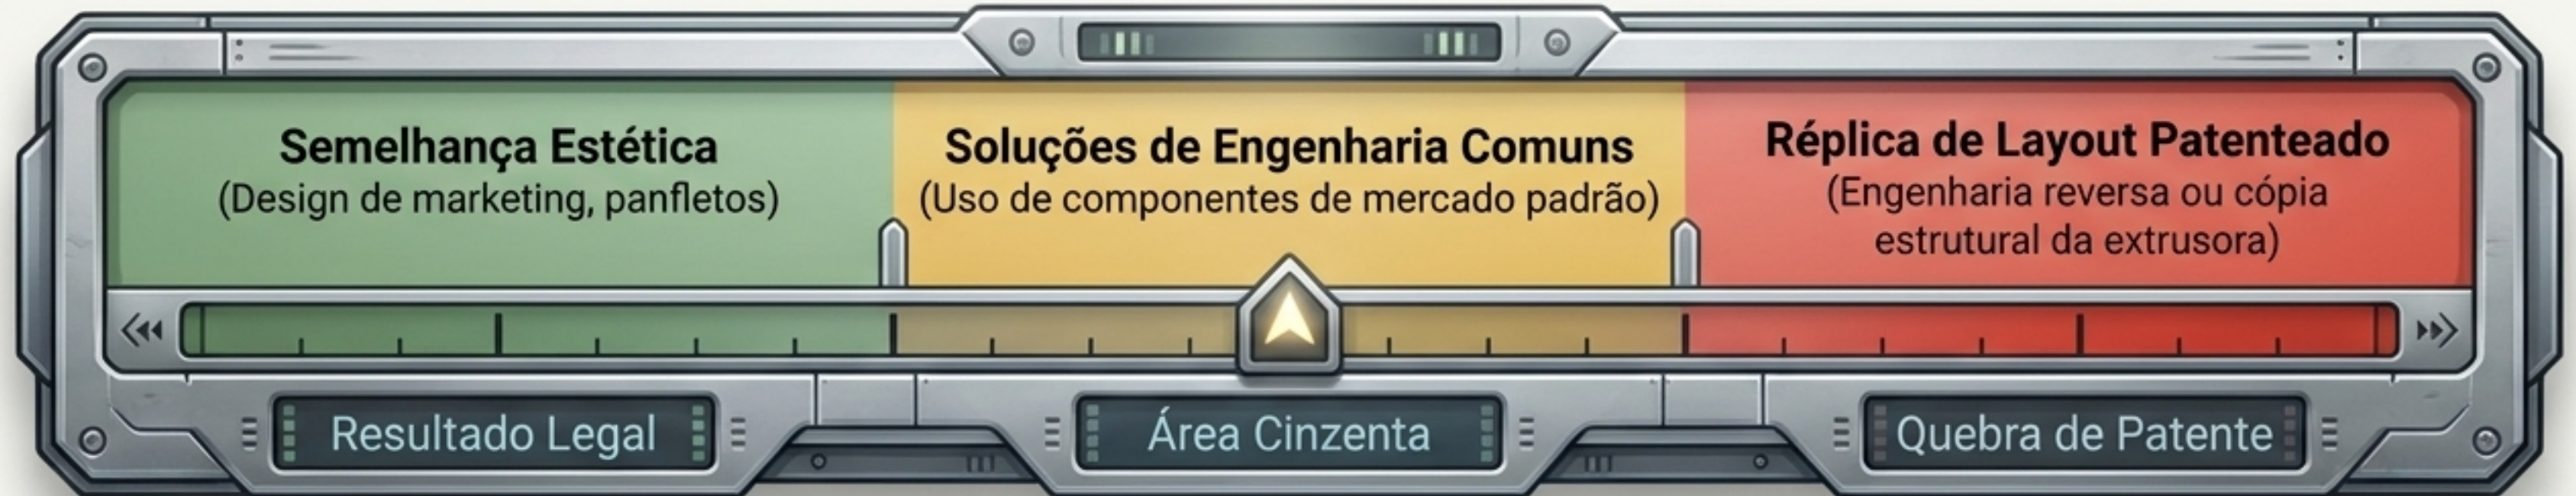 Semelhança Estética
(Design de marketing, panfletos)
Soluções de Engenharia Comuns
(Uso de componentes de mercado padrão)
Réplica de Layout Patenteado
(Engenharia reversa ou cópia
estrutural da extrusora)
Resultado Legal
Área Cinzenta
Quebra de Patente